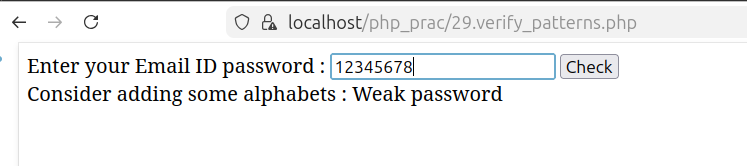 localhost/php_prac/29.verify_patterns.php
Enter your Email ID password : 12345678 Check
Consider adding some alphabets : Weak password